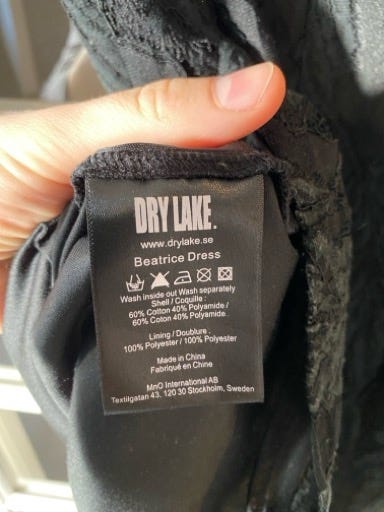 DRY LAKE.
www.drylake.se
Beatrice Dress
Wash inside out Wash separately
Shell / Coquille:
60% Cotton 40% Polyamide /
60% Coton 40% Polyamide.
Lining / Doublure.
100% Polyester / 100% Polyester
Made in China
Fabriqué en Chine
MnO International AB
Textilgatan 43, 120 30 Stockholm, Sweden